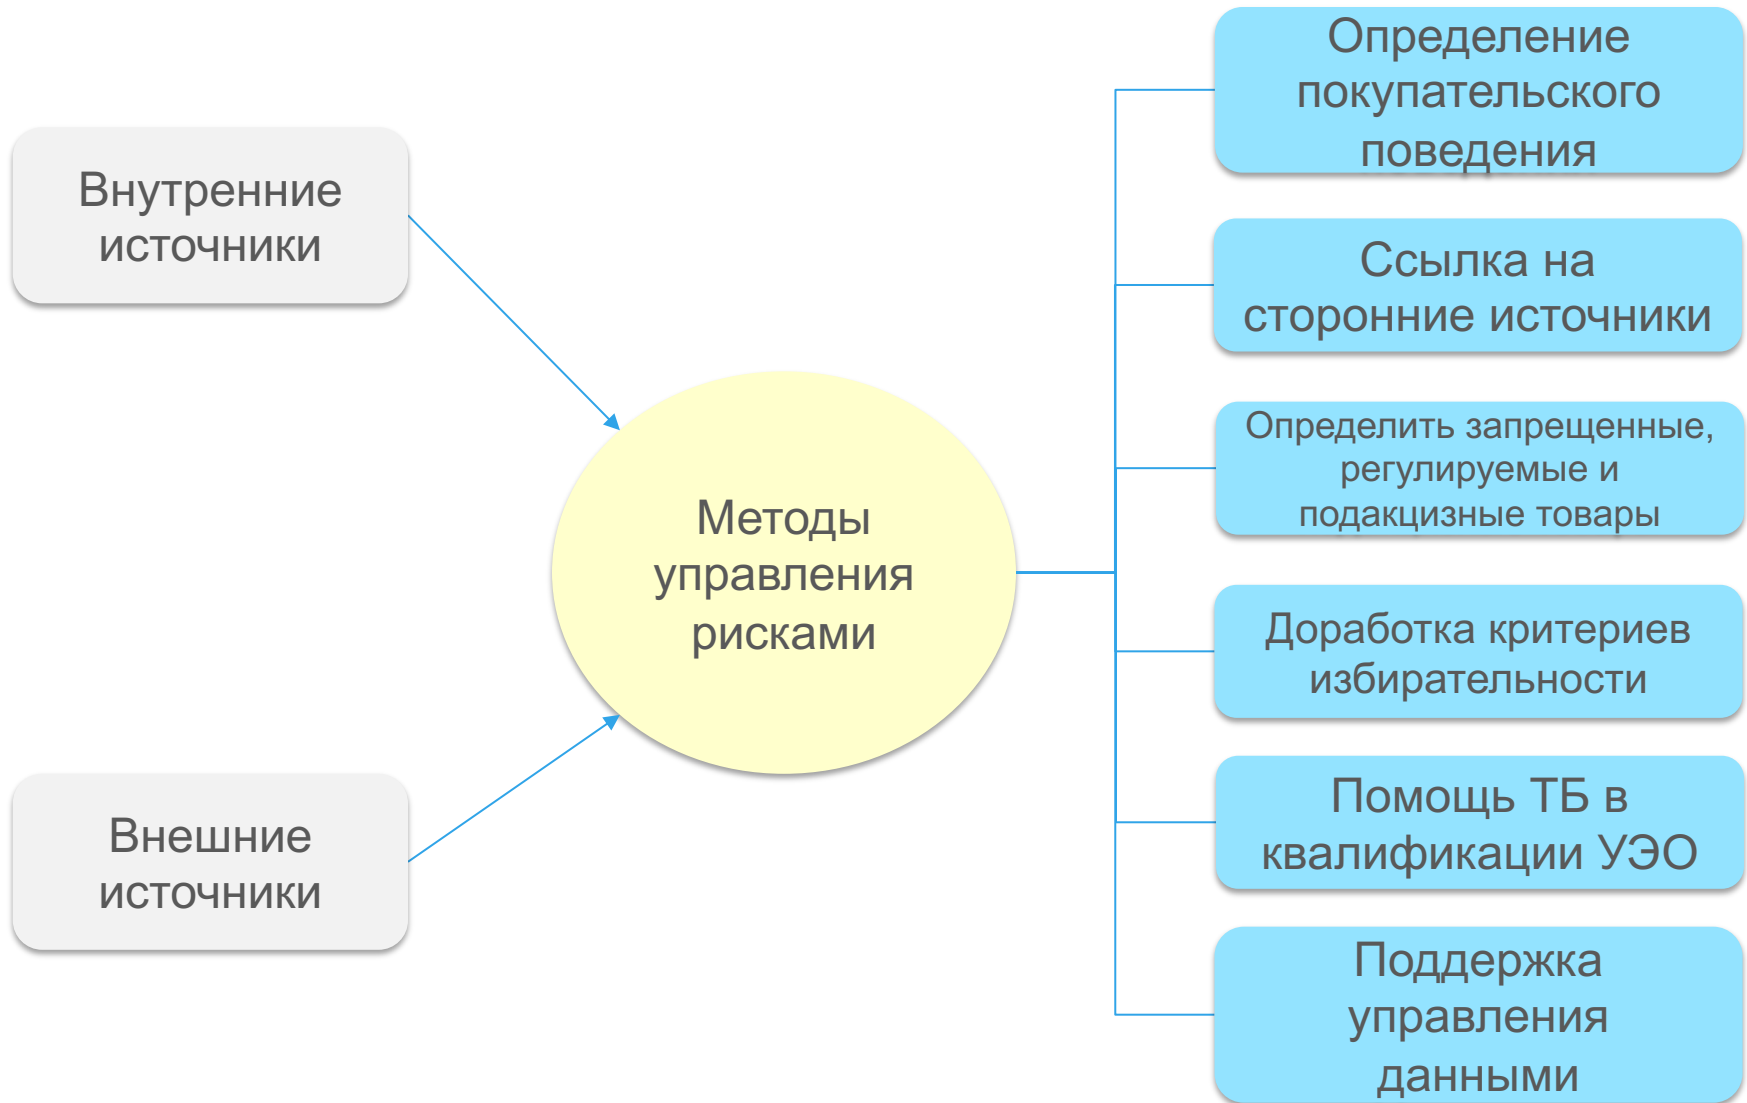 Внутренние
источники
Внешние
источники
Методы
управления
рисками
Определение
покупательского
поведения
Ссылка на
сторонние источники
Определить запрещенные,
регулируемые и
подакцизные товары
Доработка критериев
избирательности
Помощь ТБ в
квалификации УЭО
Поддержка
управления
данными